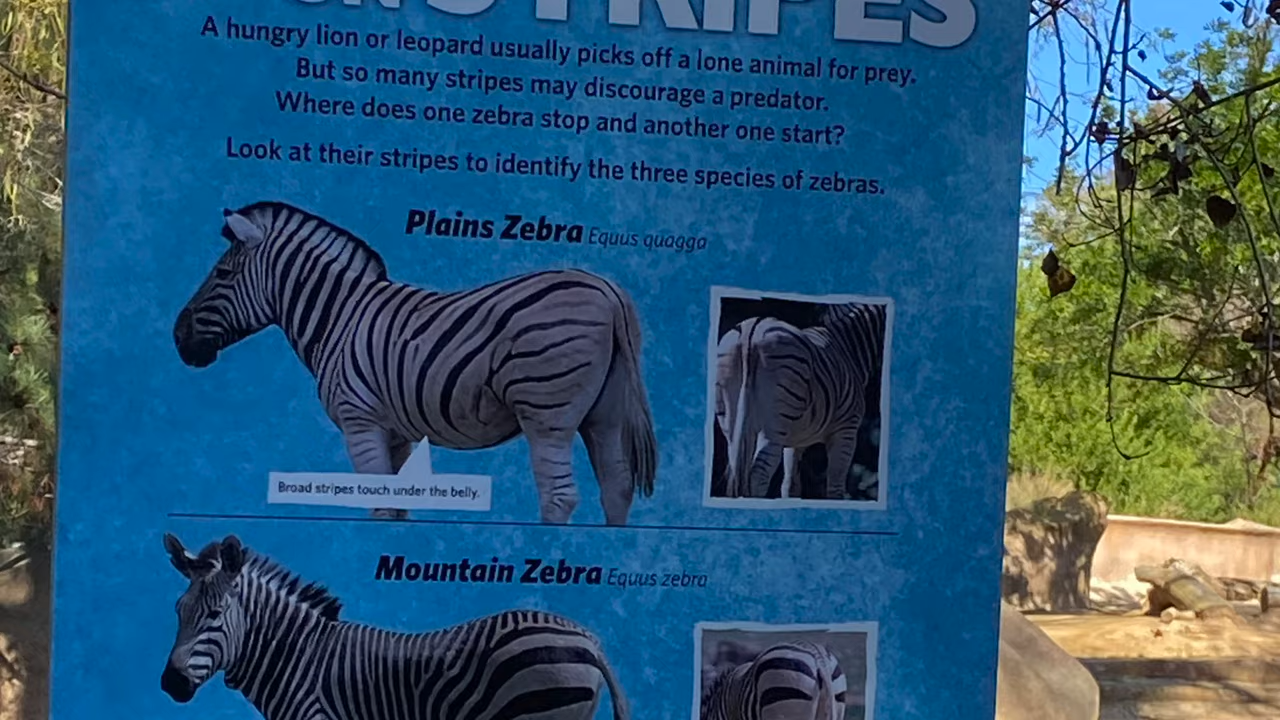 STRIPES
A hungry lion or leopard usually picks off a lone animal for prey.
But so many stripes may discourage a predator.
Where does one zebra stop and another one start?
Look at their stripes to identify the three species of zebras.
Plains Zebra Equus quagga
Broad stripes touch under the belly.
Mountain Zebra Equus zebra